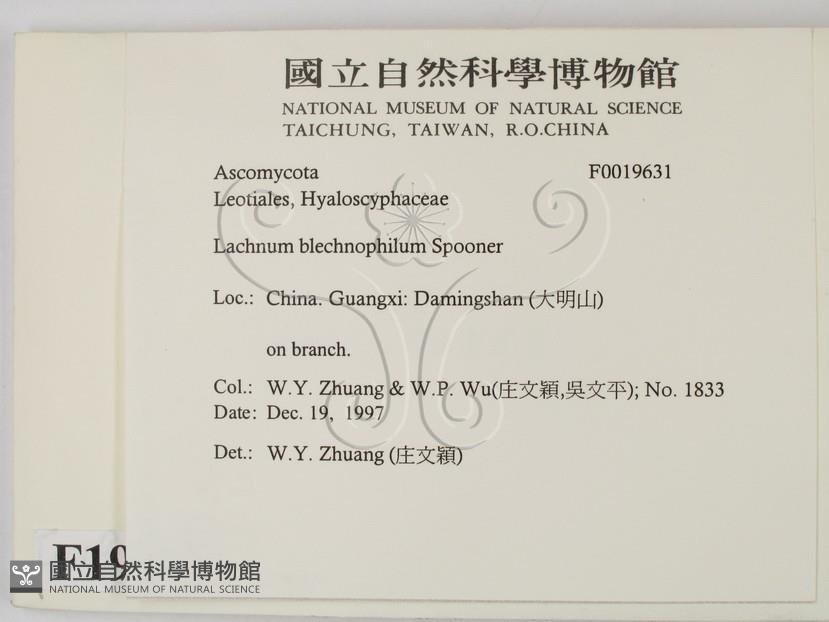 國立自然科學博物館
NATIONAL MUSEUM OF NATURAL SCIENCE
TAICHUNG, TAIWAN, R.O.CHINA
Ascomycota F0019631
Leotiales, Hyaloscyphaceae
Lachnum blechnophilum Spooner
Loc.: China. Guangxi: Damingshan (大明山)
on branch.
Col.: W.Y. Zhuang & W.P. Wu(庄文穎,吳文平); No. 1833
Date: Dec. 19, 1997
Det.: W.Y. Zhuang (庄文穎)
F19
國立自然科學博物館
NATIONAL MUSEUM OF NATURAL SCIENCE